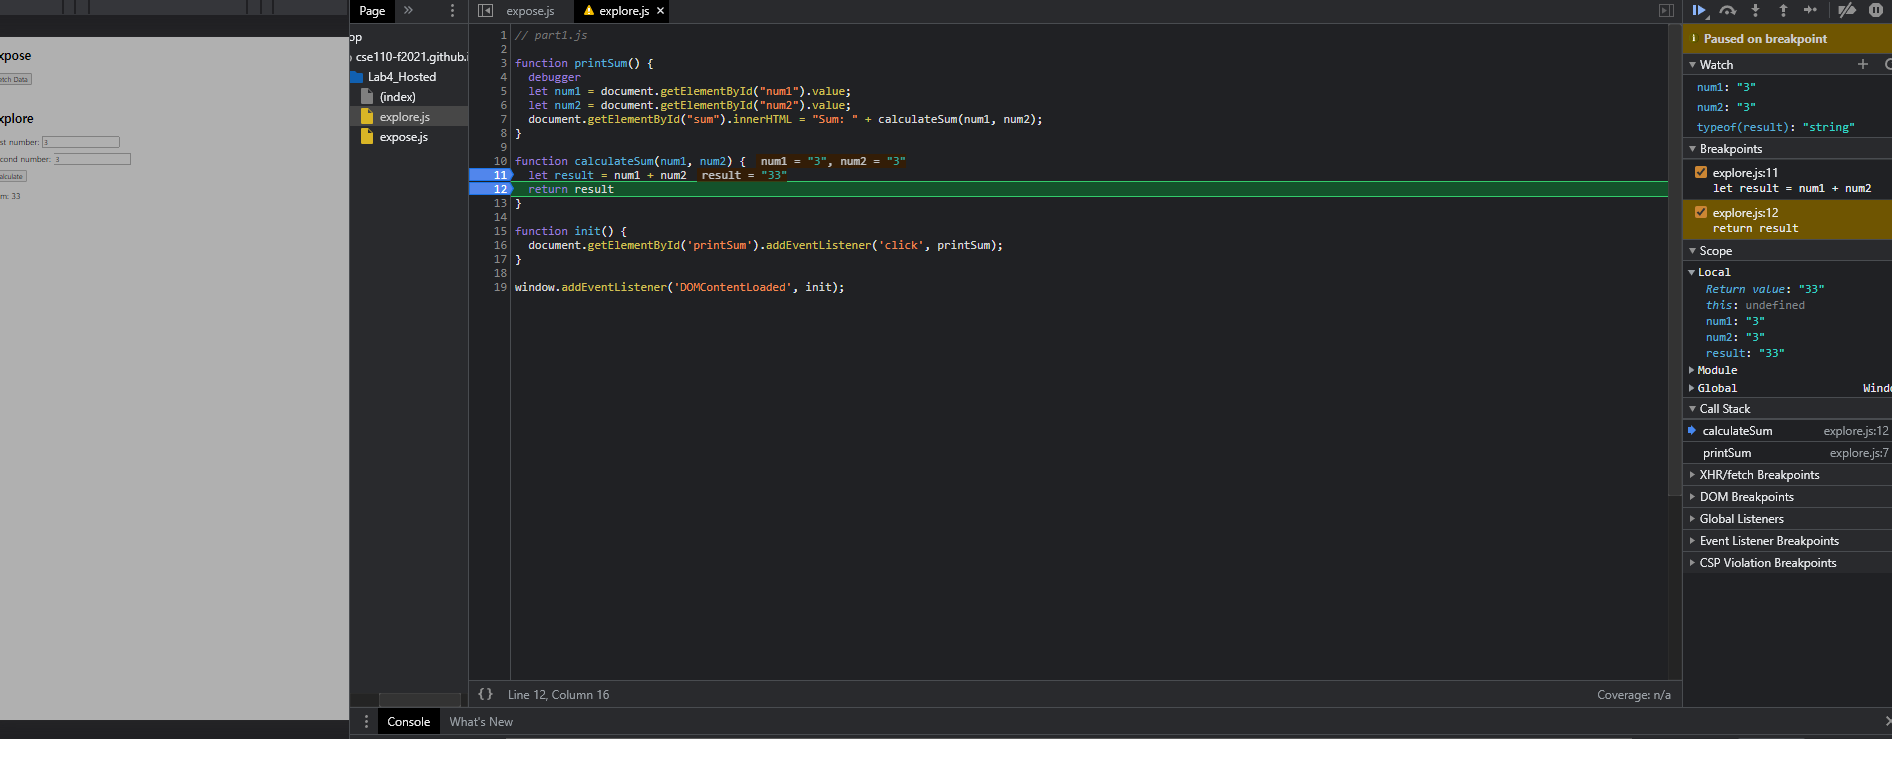 xpose
etch Data
xplore
st number: 3
cond number: 3
alculate
m: 33
Page
op
cse110-f2021.github.i
Lab4_Hosted
(index)
explore.js
expose.js
expose.js
explore.js
1 // part1.js
2
3 function printSum() {
4 debugger
5 let num1 = document.getElementById("num1").value;
6 let num2 = document.getElementById("num2").value;
7 document.getElementById("sum").innerHTML = "Sum: " + calculateSum(num1, num2);
8 }
9
10 function calculateSum(num1, num2) { num1 = "3", num2 = "3"
11 let result = num1 + num2 result = "33"
12 return result
13 }
14
15 function init() {
16 document.getElementById('printSum').addEventListener('click', printSum);
17 }
18
19 window.addEventListener('DOMContentLoaded', init);
{} Line 12, Column 16
Coverage: n/a
Console What's New
Paused on breakpoint
Watch
num1: "3"
num2: "3"
typeof(result): "string"
Breakpoints
explore.js:11
let result = num1 + num2
explore.js:12
return result
Scope
Local
Return value: "33"
this: undefined
num1: "3"
num2: "3"
result: "33"
Module
Global Windo
Call Stack
calculateSum explore.js:12
printSum explore.js:7
XHR/fetch Breakpoints
DOM Breakpoints
Global Listeners
Event Listener Breakpoints
CSP Violation Breakpoints